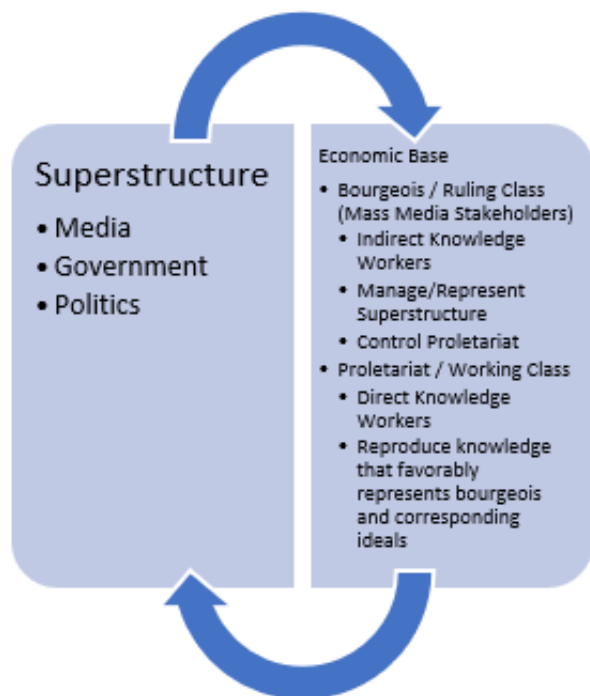 Superstructure
• Media
• Government
• Politics
Economic Base
• Bourgeois / Ruling Class
(Mass Media Stakeholders)
• Indirect Knowledge
Workers
• Manage/Represent
Superstructure
• Control Proletariat
• Proletariat / Working Class
• Direct Knowledge
Workers
• Reproduce knowledge
that favorably
represents bourgeois
and corresponding
ideals